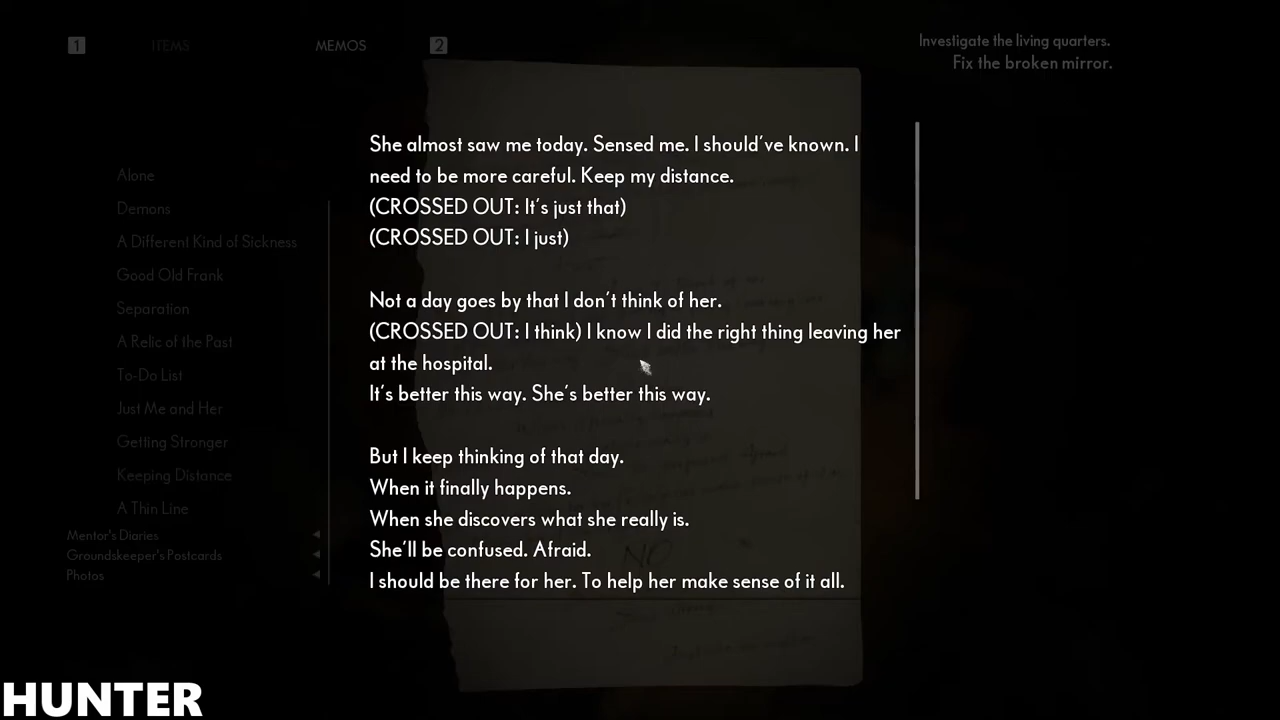 1 ITEMS MEMOS 2
Investigate the living quarters.
Fix the broken mirror.
Alone
Demons
A Different Kind of Sickness
Good Old Frank
Separation
A Relic of the Past
To-Do List
Just Me and Her
Getting Stronger
Keeping Distance
A Thin Line
Mentor's Diaries
Groundskeeper's Postcards
Photos
She almost saw me today. Sensed me. I should've known. I
need to be more careful. Keep my distance.
(CROSSED OUT: It's just that)
(CROSSED OUT: I just)
Not a day goes by that I don't think of her.
(CROSSED OUT: I think) I know I did the right thing leaving her
at the hospital.
It's better this way. She's better this way.
But I keep thinking of that day.
When it finally happens.
When she discovers what she really is.
She'll be confused. Afraid.
I should be there for her. To help her make sense of it all.
NO
HUNTER